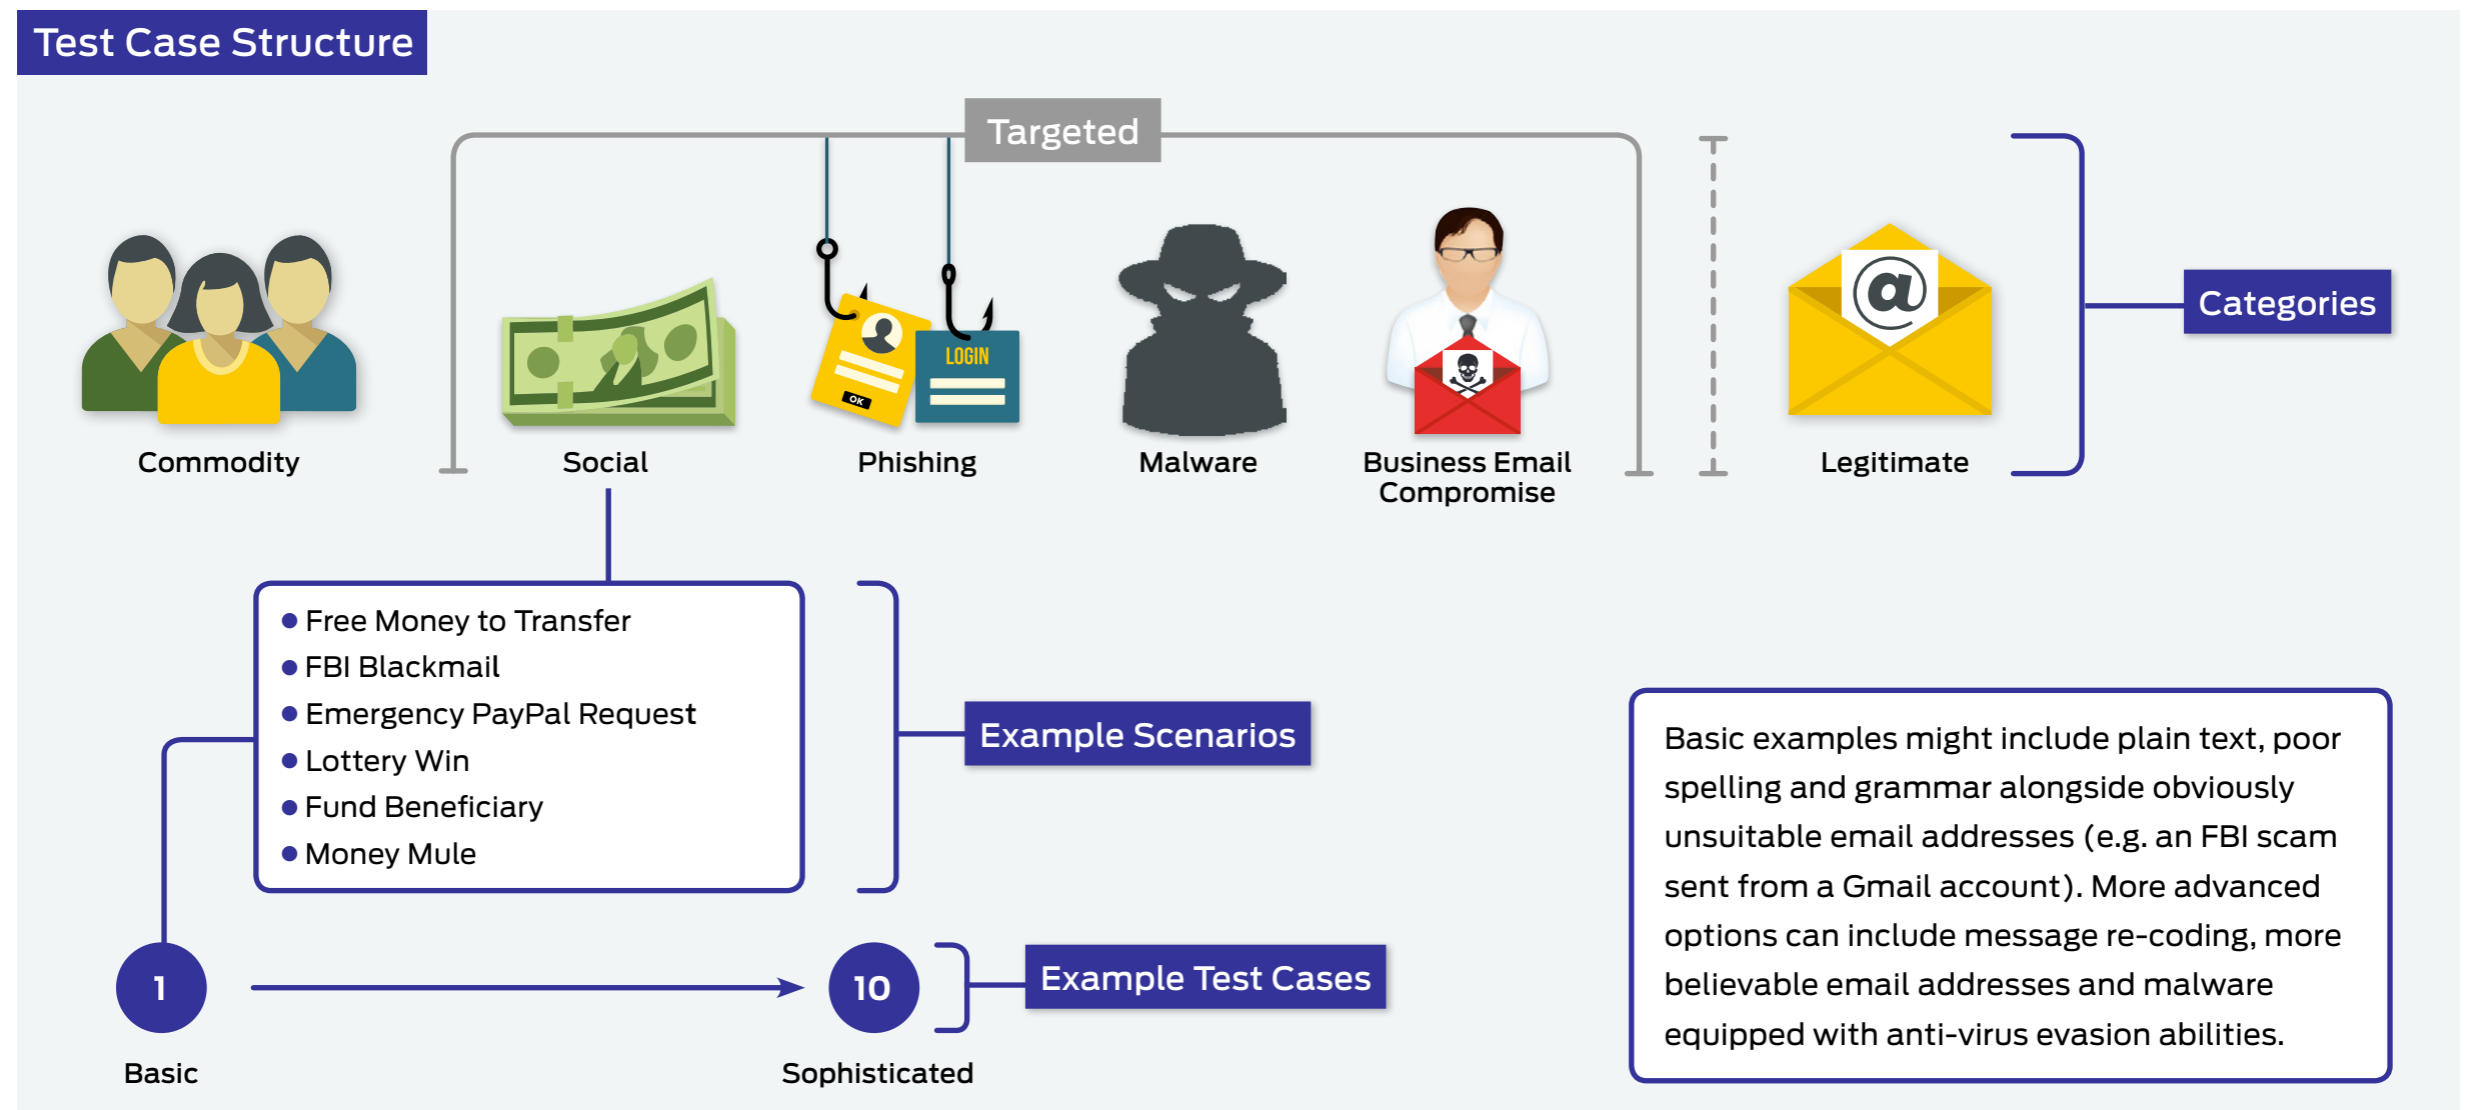 Test Case Structure
Targeted
LOGIN
OK
@
Categories
Commodity
Social
Phishing
Malware
Business Email
Compromise
Legitimate
Free Money to Transfer
FBI Blackmail
Emergency PayPal Request
Lottery Win
Fund Beneficiary
Money Mule
Example Scenarios
1
10
Example Test Cases
Basic
Sophisticated
Basic examples might include plain text, poor
spelling and grammar alongside obviously
unsuitable email addresses (e.g. an FBI scam
sent from a Gmail account). More advanced
options can include message re-coding, more
believable email addresses and malware
equipped with anti-virus evasion abilities.